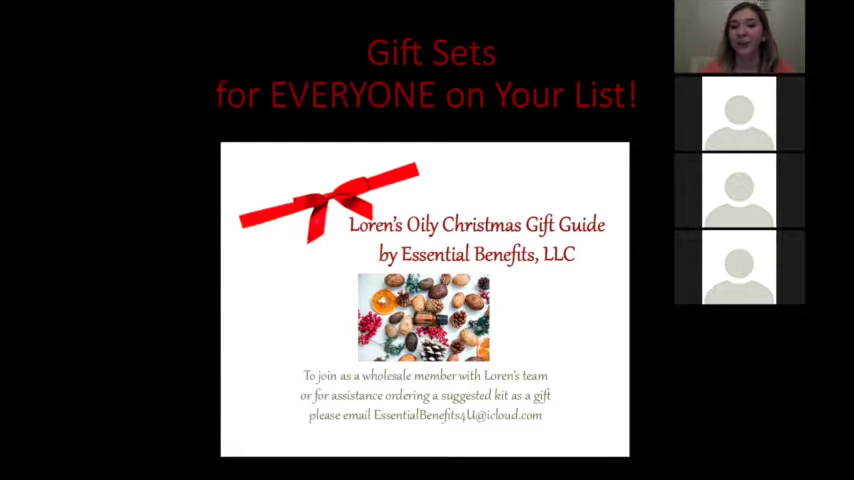 Gift Sets
for EVERYONE on Your List!
Loren's Oily Christmas Gift Guide
by Essential Benefits, LLC
To join as a wholesale member with Loren's team
or for assistance ordering a suggested kit as a gift
please email EssentialBenefits4U@icloud.com